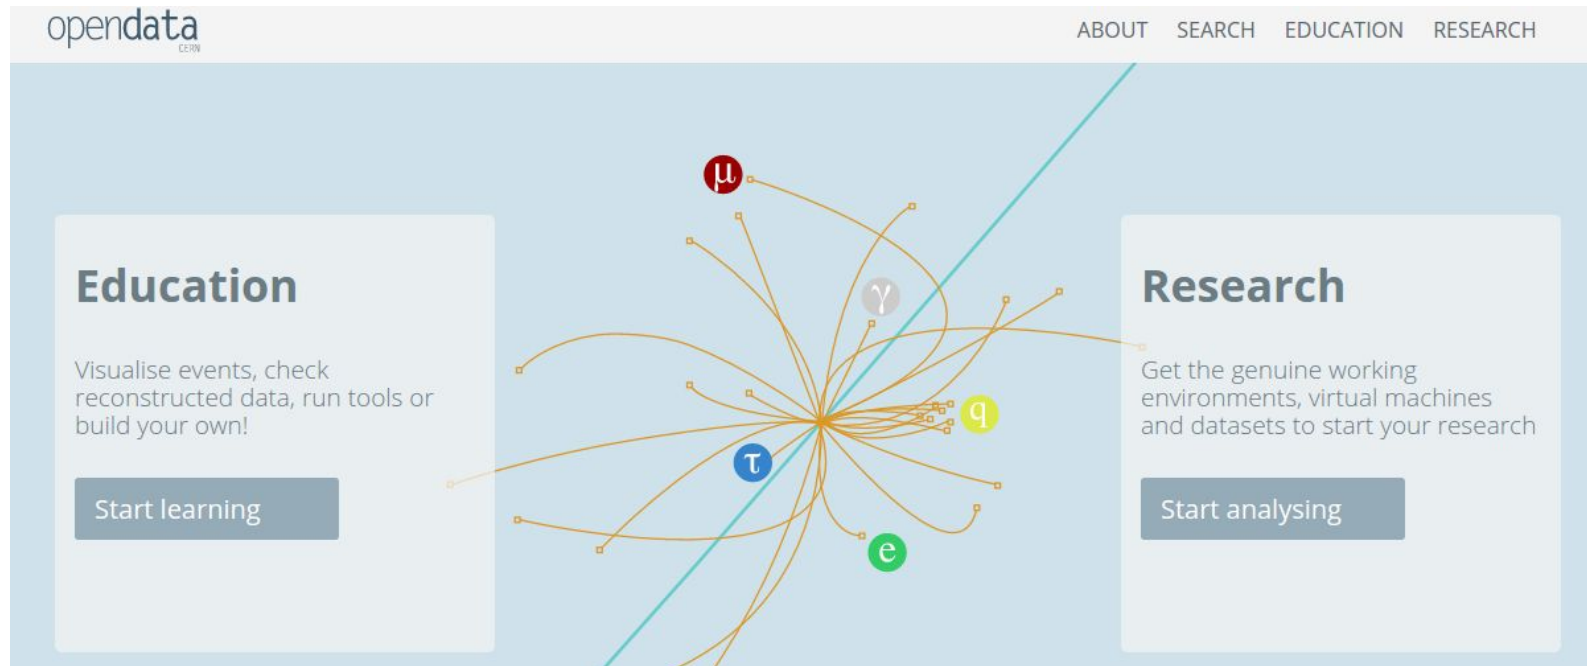 opendata
CERN
ABOUT SEARCH EDUCATION RESEARCH
Education
Visualise events, check
reconstructed data, run tools or
build your own!
Start learning
μ
γ
q
τ
e
Research
Get the genuine working
environments, virtual machines
and datasets to start your research
Start analysing